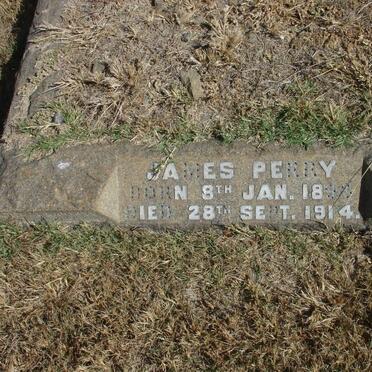 JAMES PERRY
BORN 8TH JAN.
DIED 28TH SEPT. 1914.